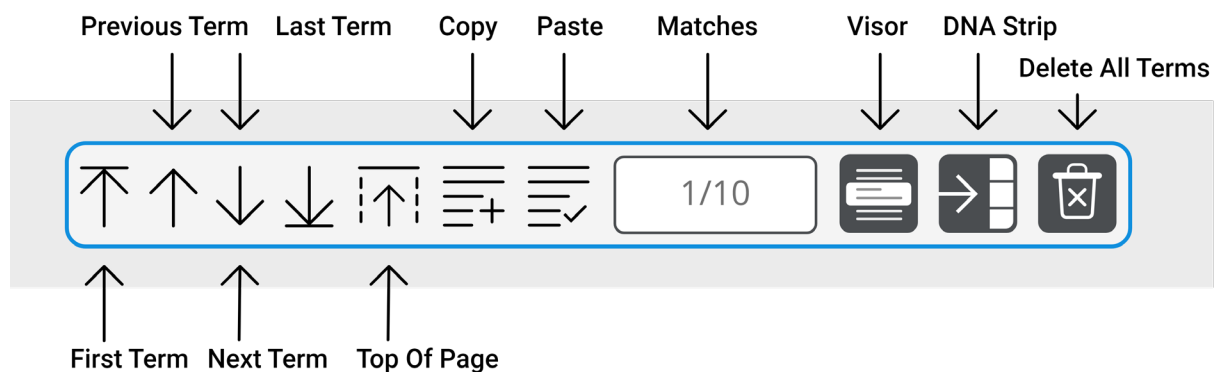 Previous Term Last Term Copy Paste Matches Visor DNA Strip
Delete All Terms
1/10
First Term Next Term Top Of Page